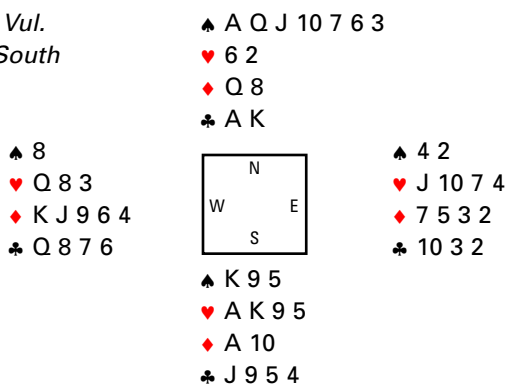 Vul.
South
♠ A Q J 10 7 6 3
♥ 6 2
♦ Q 8
♣ A K
♠ 8
♥ Q 8 3
♦ K J 9 6 4
♣ Q 8 7 6
N
W E
S
♠ 4 2
♥ J 10 7 4
♦ 7 5 3 2
♣ 10 3 2
♠ K 9 5
♥ A K 9 5
♦ A 10
♣ J 9 5 4